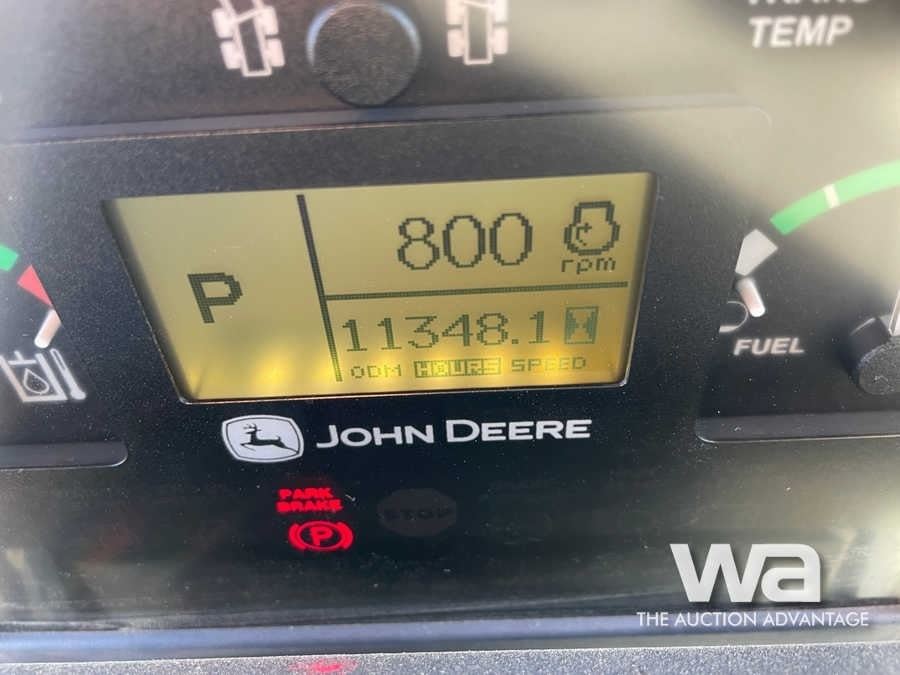 TEMP
P
800
rpm
11348.1
ODM HOURS SPEED
FUEL
JOHN DEERE
PARK
BRAKE
P
STOP
wa
THE AUCTION ADVANTAGE